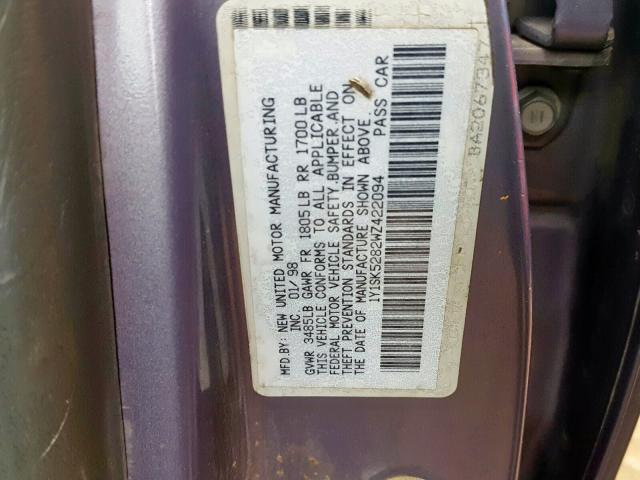 MFD.BY: NEW UNITED MOTOR MANUFACTURING
INC. 01/98
GVWR 3485LB GAWR FR 1805LB RR 1700LB
THIS VEHICLE CONFORMS TO ALL APPLICABLE
FEDERAL MOTOR VEHICLE SAFETY,BUMPER,AND
THEFT PREVENTION STANDARDS IN EFFECT ON
THE DATE OF MANUFACTURE SHOWN ABOVE.
1Y1SK5282WZ422094 PASS CAR
BA206734